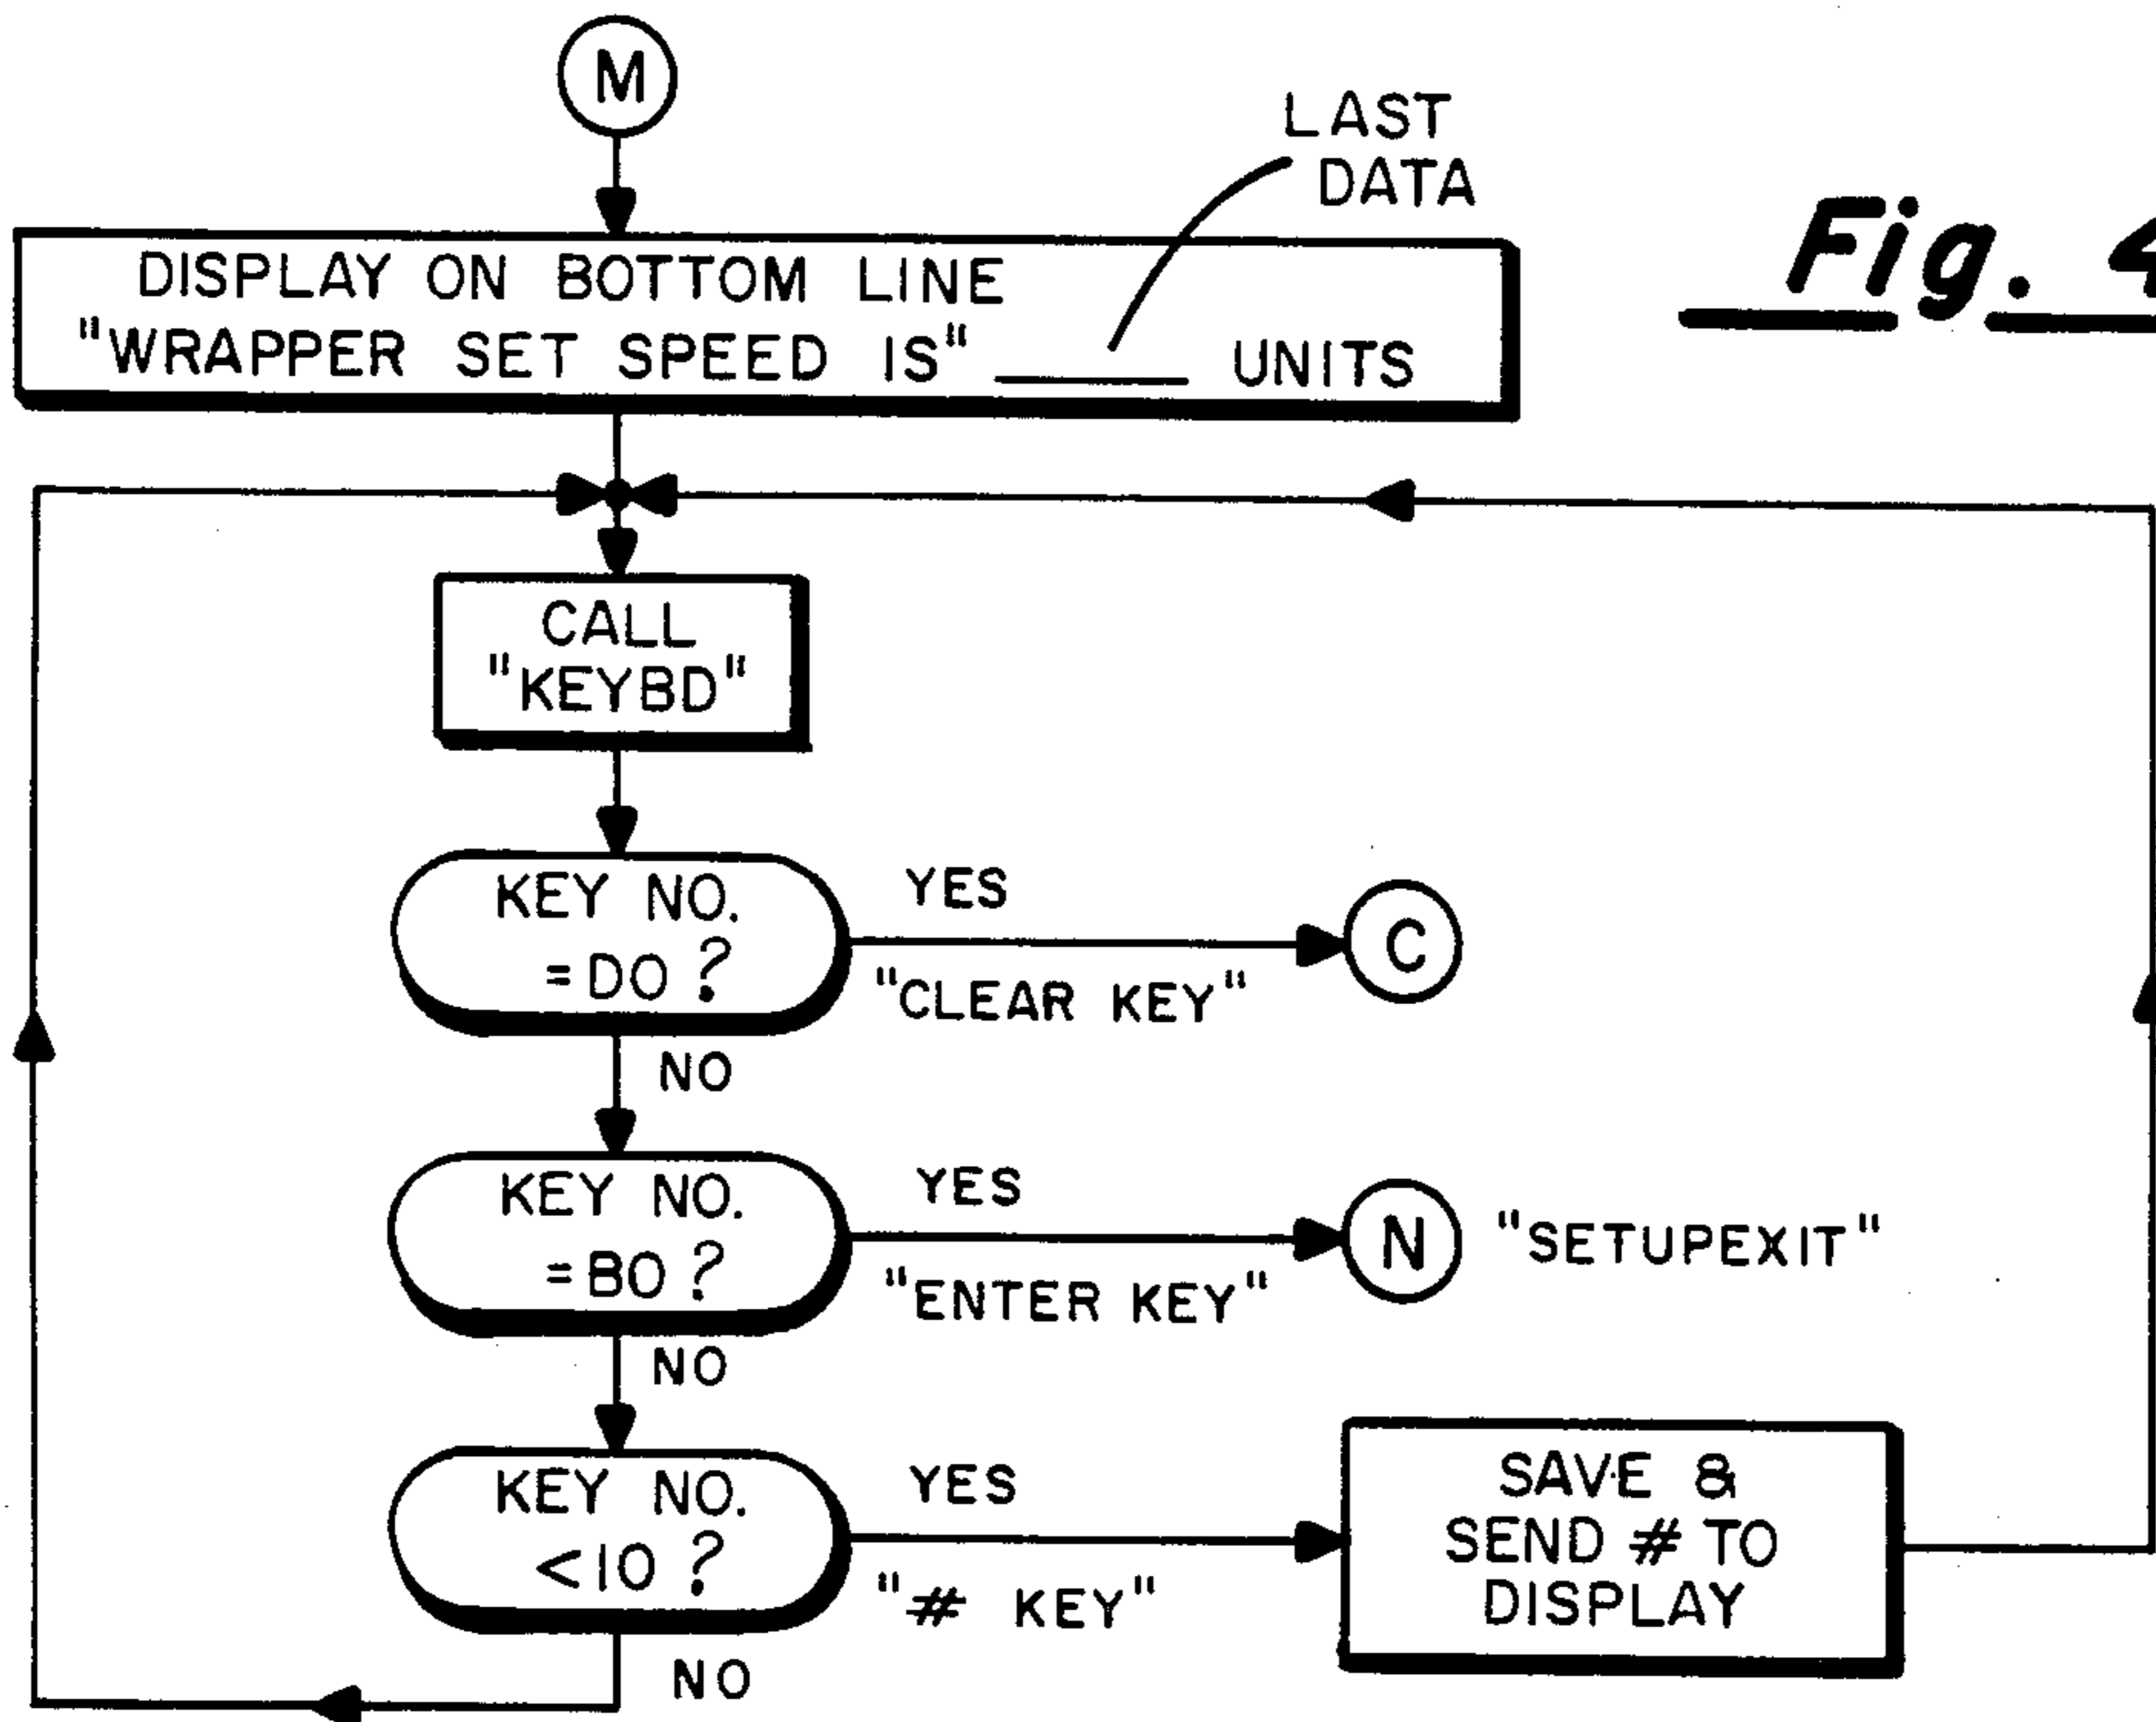 M
LAST
DATA
Fig. 4
DISPLAY ON BOTTOM LINE
"WRAPPER SET SPEED IS" ______ UNITS
CALL
"KEYBD"
KEY NO.
=DO ?
YES
"CLEAR KEY"
C
NO
KEY NO.
=BO ?
YES
"ENTER KEY"
N
"SETUPEXIT"
NO
KEY NO.
<10 ?
YES
"# KEY"
SAVE &
SEND # TO
DISPLAY
NO